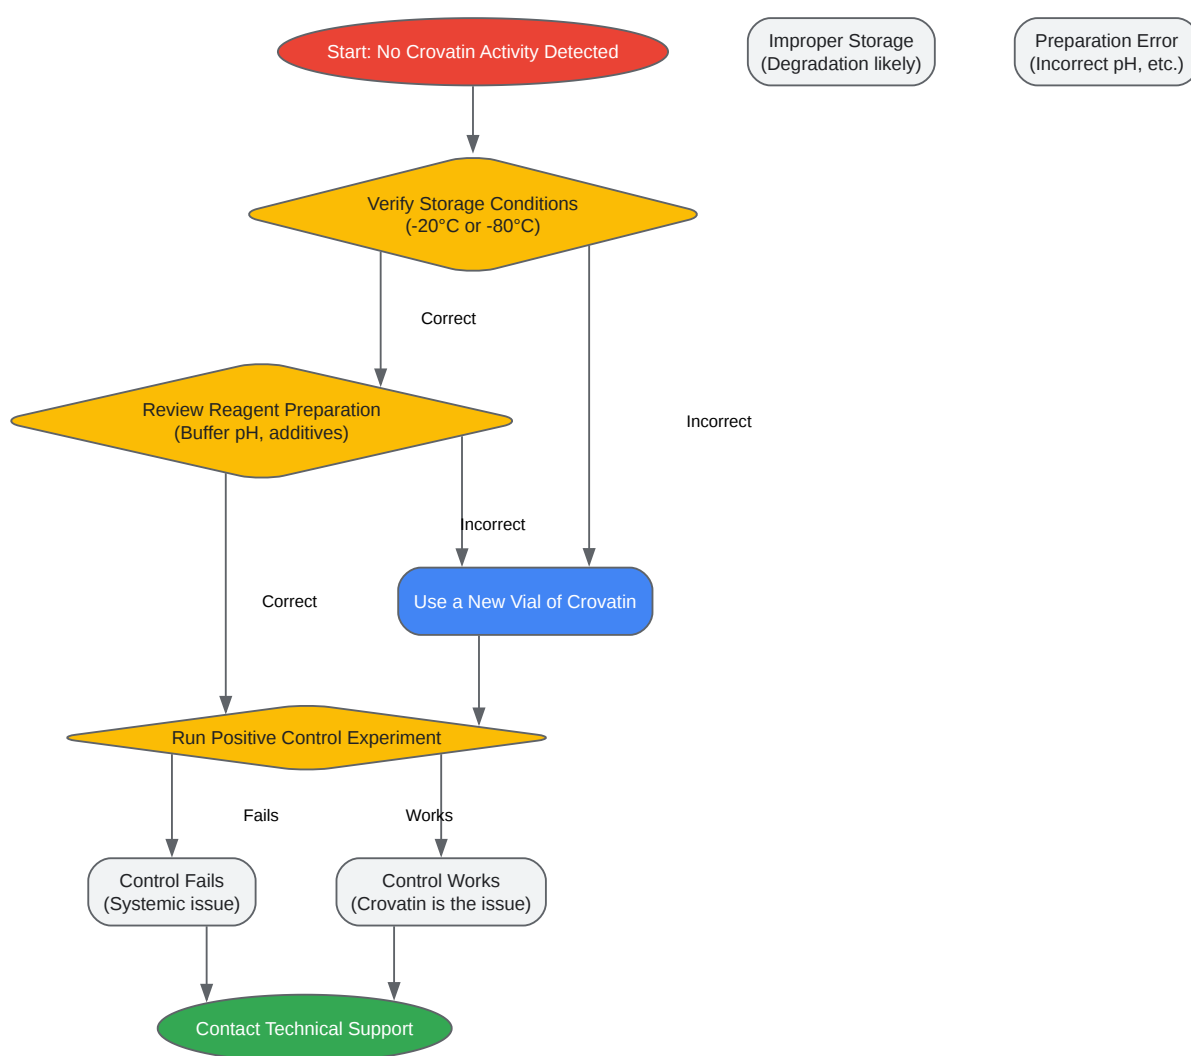 Start: No Crovatin Activity Detected
Improper Storage
(Degradation likely)
Preparation Error
(Incorrect pH, etc.)
Verify Storage Conditions
(-20°C or -80°C)
Correct
Review Reagent Preparation
(Buffer pH, additives)
Incorrect
Incorrect
Correct
Use a New Vial of Crovatin
Run Positive Control Experiment
Fails
Works
Control Fails
(Systemic issue)
Control Works
(Crovatin is the issue)
Contact Technical Support